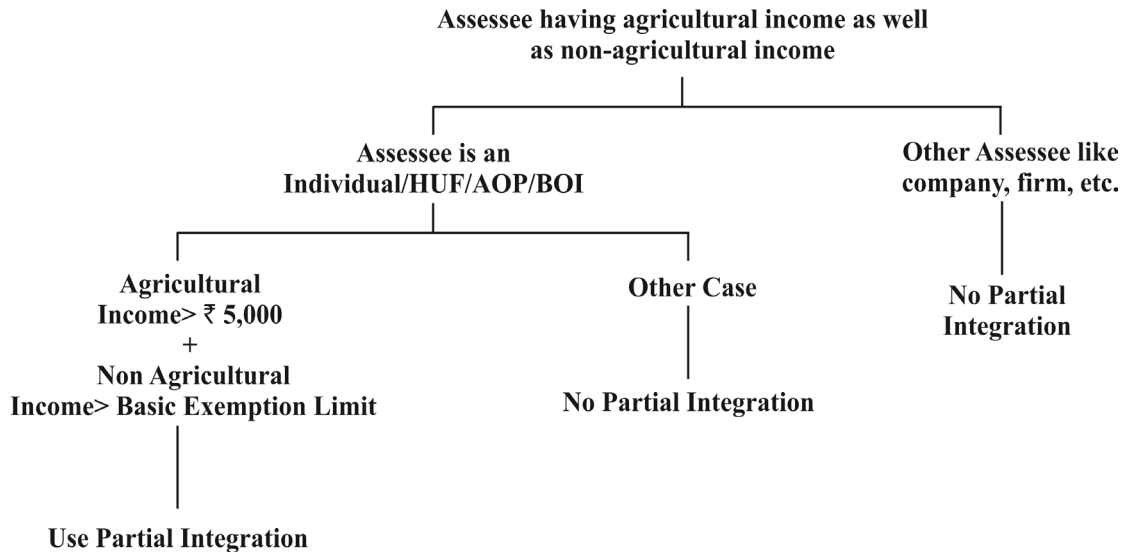 Assessee having agricultural income as well
as non-agricultural income
Assessee is an
Individual/HUF/AOP/BOI
Other Assessee like
company, firm, etc.
Agricultural
Income> ₹ 5,000
+
Non Agricultural
Income> Basic Exemption Limit
Other Case
No Partial
Integration
No Partial Integration
Use Partial Integration